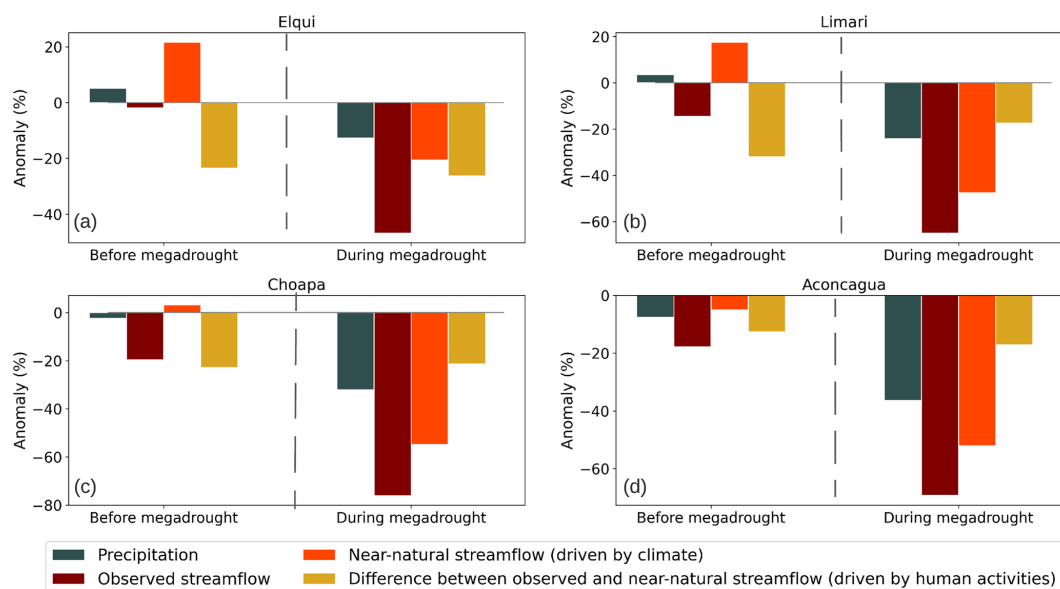 Elqui
20
0
−20
−40
Anomaly (%)
(a)
Before megadrought During megadrought
Limari
20
0
−20
−40
−60
Anomaly (%)
(b)
Before megadrought During megadrought
Choapa
0
−20
−40
−60
−80
Anomaly (%)
(c)
Before megadrought During megadrought
Aconcagua
0
−20
−40
−60
Anomaly (%)
(d)
Before megadrought During megadrought
Precipitation
Observed streamflow
Near-natural streamflow (driven by climate)
Difference between observed and near-natural streamflow (driven by human activities)